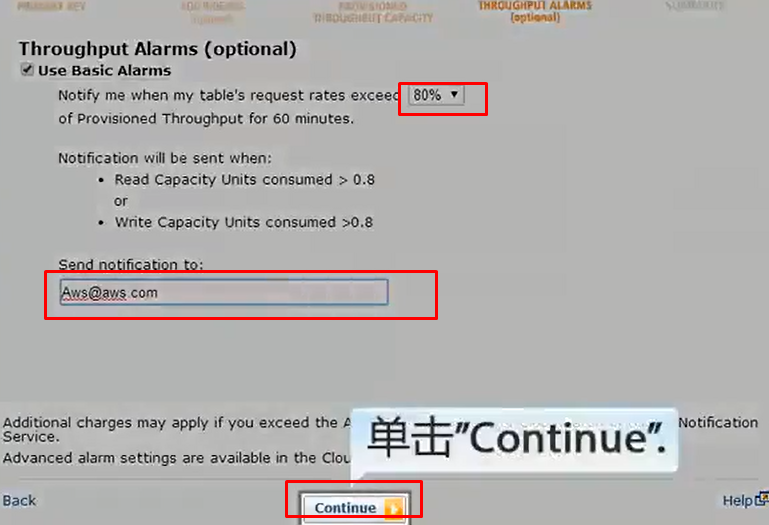 PRIMARY KEY ADD INDEXES (optional) PROVISIONED THROUGHPUT CAPACITY THROUGHPUT ALARMS (optional) SUMMARY
Throughput Alarms (optional)
Use Basic Alarms
Notify me when my table's request rates exceed 80%
of Provisioned Throughput for 60 minutes.
Notification will be sent when:
Read Capacity Units consumed > 0.8
or
Write Capacity Units consumed >0.8
Send notification to:
Aws@aws.com
Additional charges may apply if you exceed the A Notification
Service.
Advanced alarm settings are available in the Clou
单击"Continue".
Back Continue Help